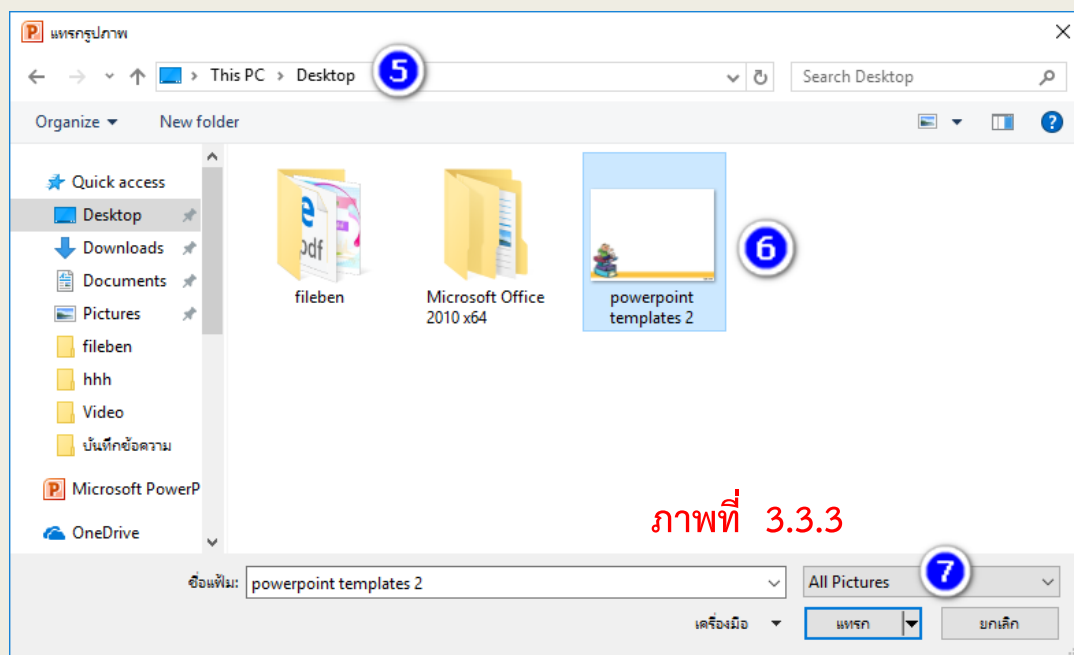 แทรกรูปภาพ
This PC > Desktop
5
Search Desktop
Organize
New folder
Quick access
Desktop
Downloads
Documents
Pictures
fileben
hhh
Video
บันทึกข้อความ
Microsoft PowerP
OneDrive
pdf
fileben
Microsoft Office
2010 x64
powerpoint
templates 2
6
ภาพที่ 3.3.3
ชื่อแฟ้ม: powerpoint templates 2
All Pictures
7
เครื่องมือ
แทรก
ยกเลิก